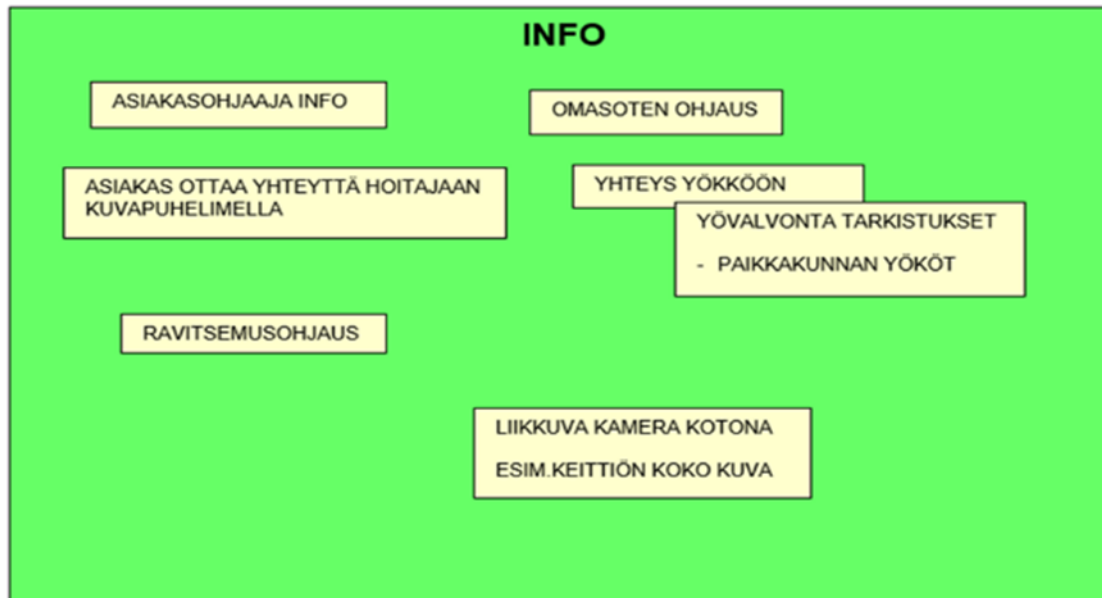 INFO
ASIAKASOHJAAJA INFO
OMASOTEN OHJAUS
ASIAKAS OTTAA YHTEYTTÄ HOITAJAAN
KUVAPUHELIMELLA
YHTEYS YÖKKÖÖN
YÖVALVONTA TARKISTUKSET
- PAIKKAKUNNAN YÖKÖT
RAVITSEMUSOHJAUS
LIIKKUVA KAMERA KOTONA
ESIM.KEITTIÖN KOKO KUVA